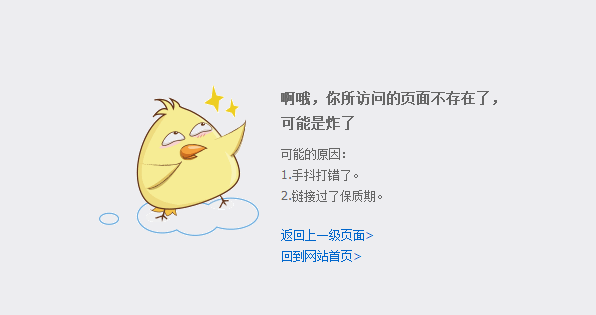 啊哦，你所访问的页面不存在了，
可能是炸了
可能的原因：
1.手抖打错了。
2.链接过了保质期。
返回上一级页面>
回到网站首页>